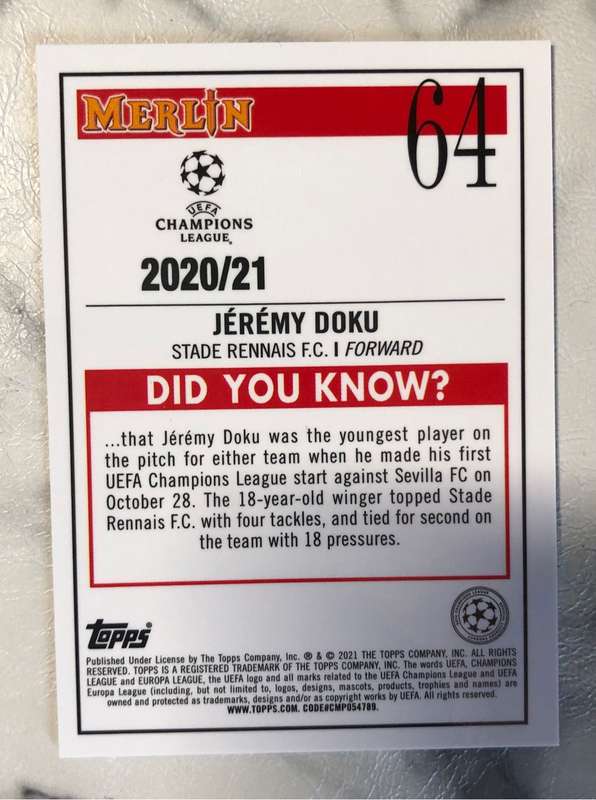 MERLIN
64
UEFA
CHAMPIONS
LEAGUE®
2020/21
JÉRÉMY DOKU
STADE RENNAIS F.C. I FORWARD
DID YOU KNOW?
...that Jérémy Doku was the youngest player on
the pitch for either team when he made his first
UEFA Champions League start against Sevilla FC on
October 28. The 18-year-old winger topped Stade
Rennais F.C. with four tackles, and tied for second on
the team with 18 pressures.
TOPPS®
Published Under License by The Topps Company, Inc. ® & © 2021 THE TOPPS COMPANY, INC. ALL RIGHTS
RESERVED. TOPPS IS A REGISTERED TRADEMARK OF THE TOPPS COMPANY, INC. The words UEFA, CHAMPIONS
LEAGUE and EUROPA LEAGUE, the UEFA logo and all marks related to the UEFA Champions League and UEFA
Europa League (including, but not limited to, logos, designs, mascots, products, trophies and names) are
owned and protected as trademarks, designs and/or as copyright works by UEFA. All rights reserved.
WWW.TOPPS.COM. CODE#CMP054789.